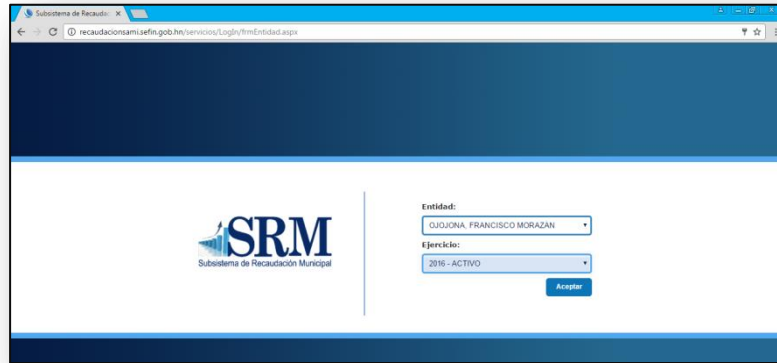 Subsistema de Recaudac
recaudacionsami.sefin.gob.hn/servicios/LogIn/frmEntidad.aspx
SRM
Subsistema de Recaudación Municipal
Entidad:
OJOJONA, FRANCISCO MORAZAN
Ejercicio:
2016 - ACTIVO
Aceptar